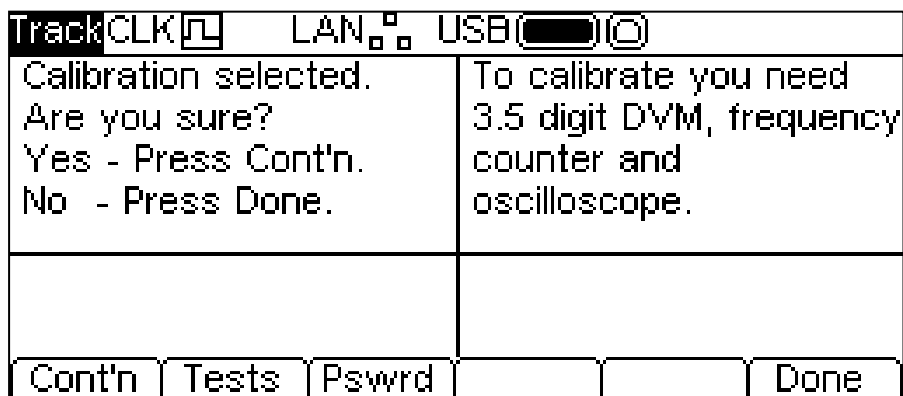 Track CLK LAN USB
Calibration selected.
Are you sure?
Yes - Press Cont'n.
No - Press Done.
To calibrate you need
3.5 digit DVM, frequency
counter and
oscilloscope.
Cont'n Tests Pswrd Done